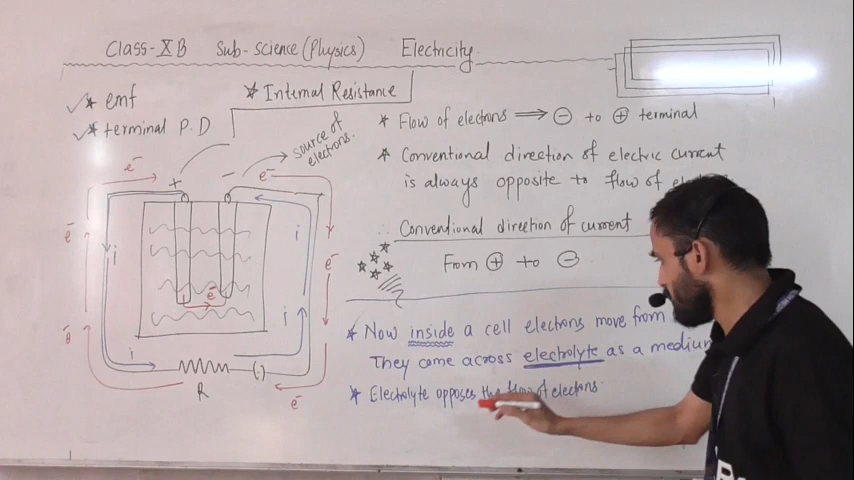 Class-XB Sub-science (Physics) Electricity
★ emf
★ Internal Resistance
★ terminal P.D
source of electrons.
★ Flow of electrons ⟹ ⊖ to ⊕ terminal
★ Conventional direction of electric current
is always opposite to flow of
∴ Conventional direction of current
From ⊕ to ⊖
e⁻
+
−
e⁻
e⁻
i
i
e⁻
e⁻
e⁻
i
i
R
(·)
e⁻
★ Now inside a cell electrons move from
They come across electrolyte as a medium
★ Electrolyte opposes the flow of electrons.